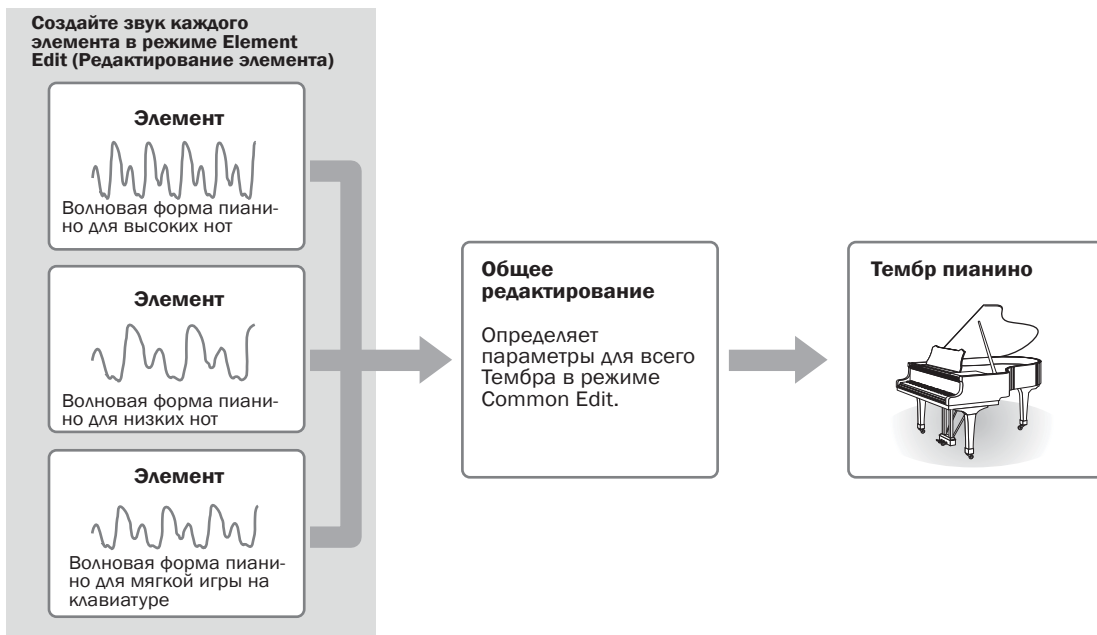 Создайте звук каждого
элемента в режиме Element
Edit (Редактирование элемента)
Элемент
Волновая форма пиани-
но для высоких нот
Элемент
Волновая форма пиани-
но для низких нот
Элемент
Волновая форма пиани-
но для мягкой игры на
клавиатуре
Общее
редактирование
Определяет
параметры для всего
Тембра в режиме
Common Edit.
Тембр пианино